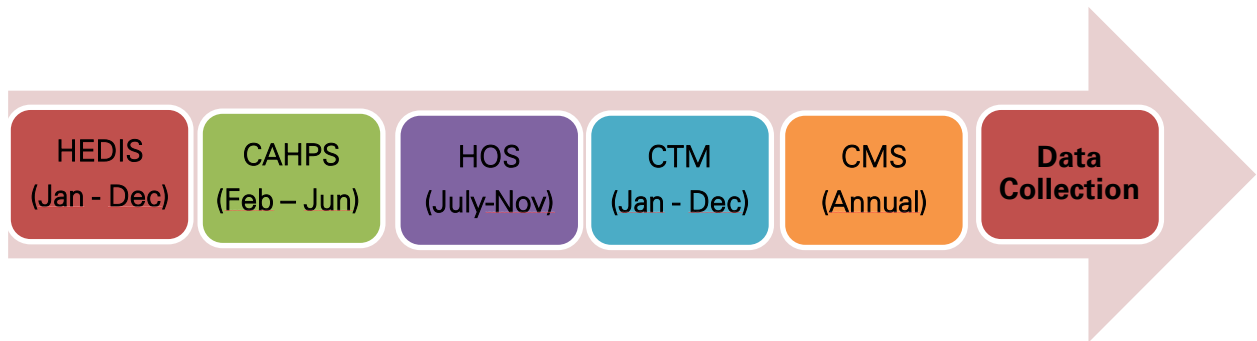 HEDIS
(Jan - Dec)
CAHPS
(Feb – Jun)
HOS
(July-Nov)
CTM
(Jan - Dec)
CMS
(Annual)
Data
Collection